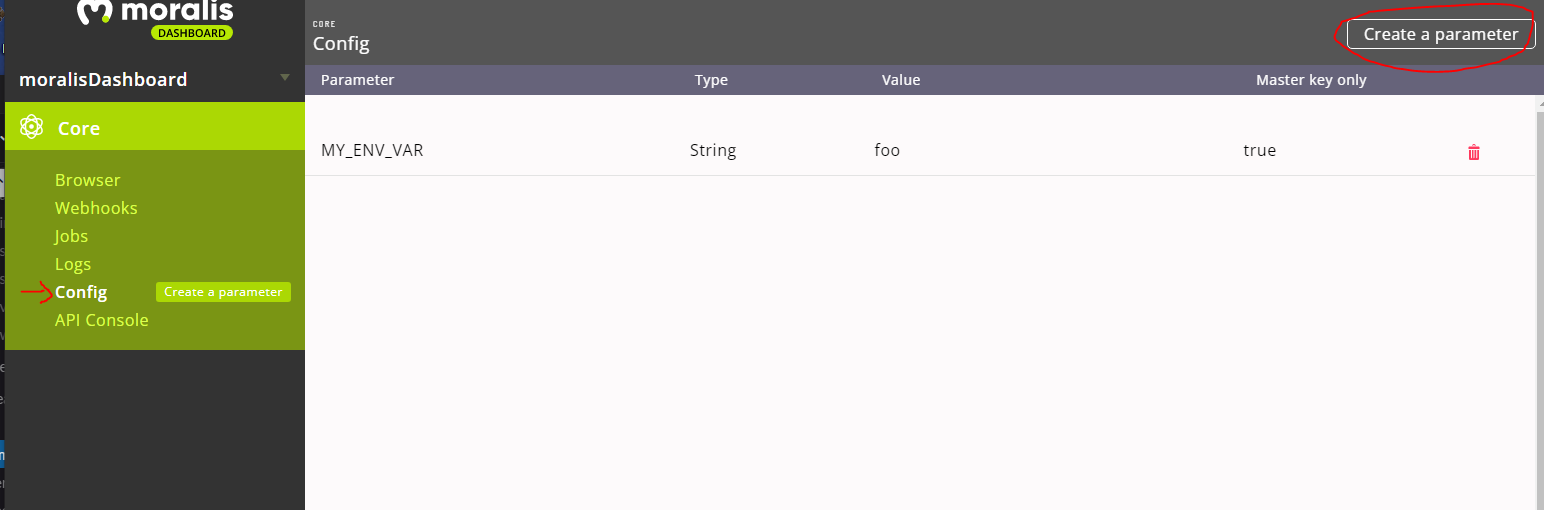 moralis
DASHBOARD
moralisDashboard
Core
Browser
Webhooks
Jobs
Logs
Config Create a parameter
API Console
CORE
Config
Create a parameter
Parameter Type Value Master key only
MY_ENV_VAR String foo true